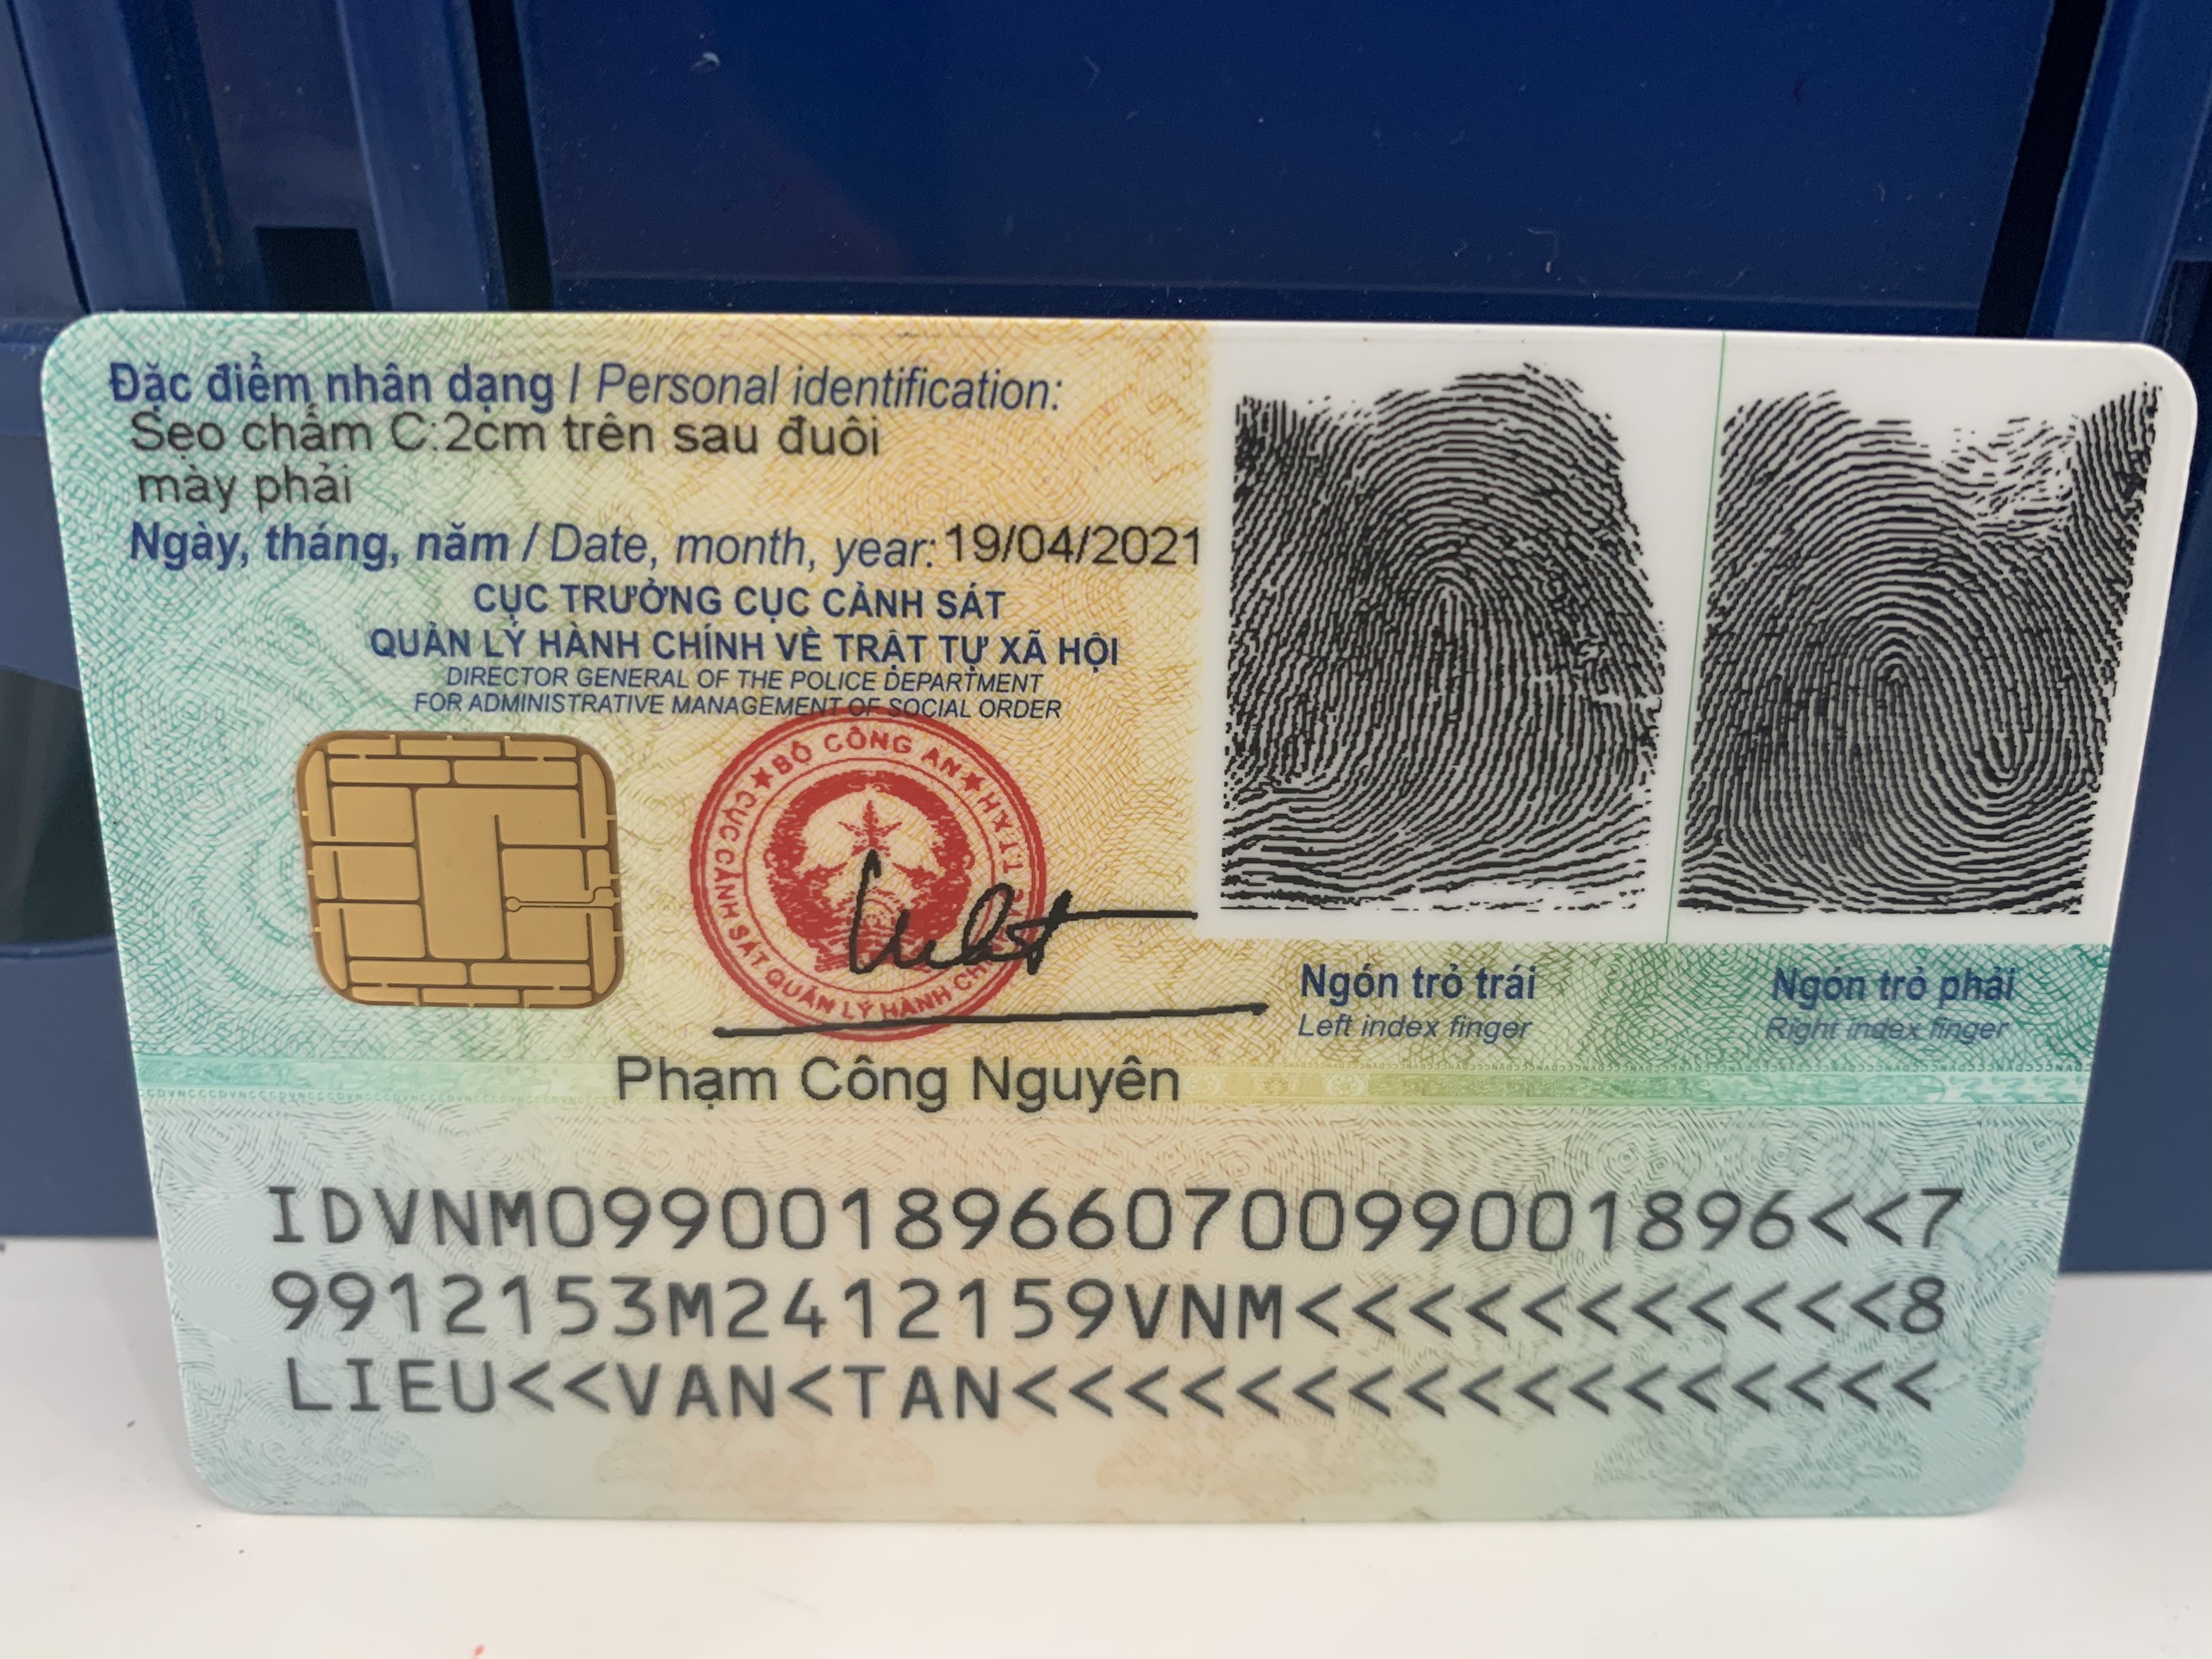 Đặc điểm nhân dạng / Personal identification:
Sẹo chấm C:2cm trên sau đuôi
mày phải
Ngày, tháng, năm / Date, month, year: 19/04/2021
CỤC TRƯỞNG CỤC CẢNH SÁT
QUẢN LÝ HÀNH CHÍNH VỀ TRẬT TỰ XÃ HỘI
DIRECTOR GENERAL OF THE POLICE DEPARTMENT
FOR ADMINISTRATIVE MANAGEMENT OF SOCIAL ORDER
★ BỘ CÔNG AN ★
CỤC CẢNH SÁT QUẢN LÝ HÀNH
Phạm Công Nguyên
Ngón trỏ trái
Left index finger
Ngón trỏ phải
Right index finger
IDVNM0990018966070099001896<<7
9912153M2412159VNM<<<<<<<<<<<8
LIEU<<VAN<TAN<<<<<<<<<<<<<<<<<